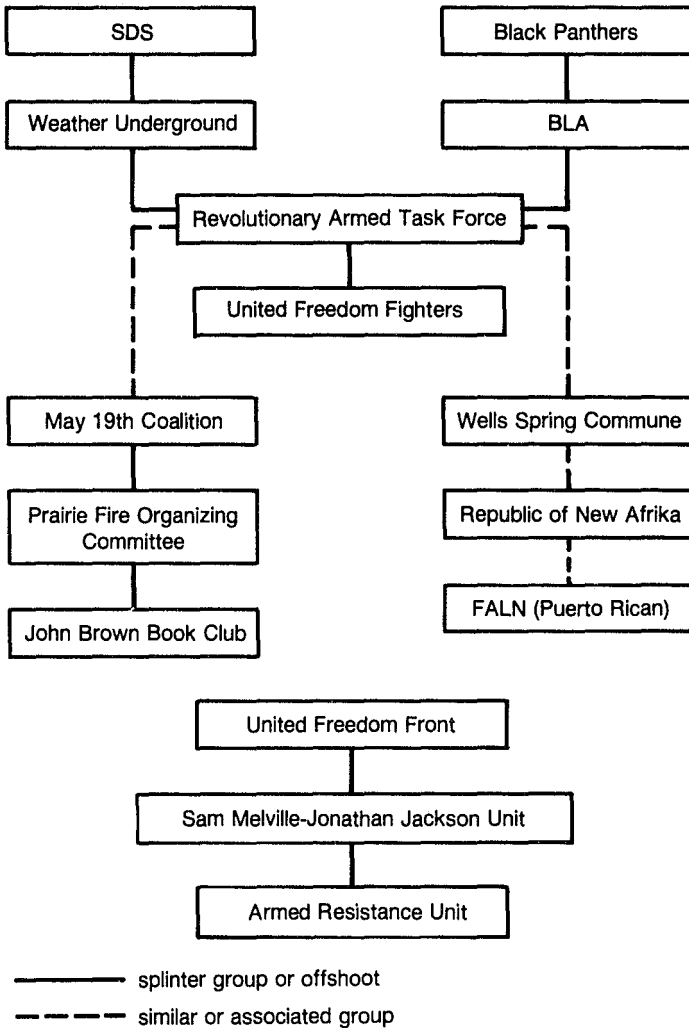 SDS
Black Panthers
Weather Underground
BLA
Revolutionary Armed Task Force
United Freedom Fighters
May 19th Coalition
Wells Spring Commune
Prairie Fire Organizing
Committee
Republic of New Afrika
John Brown Book Club
FALN (Puerto Rican)
United Freedom Front
Sam Melville-Jonathan Jackson Unit
Armed Resistance Unit
splinter group or offshoot
similar or associated group